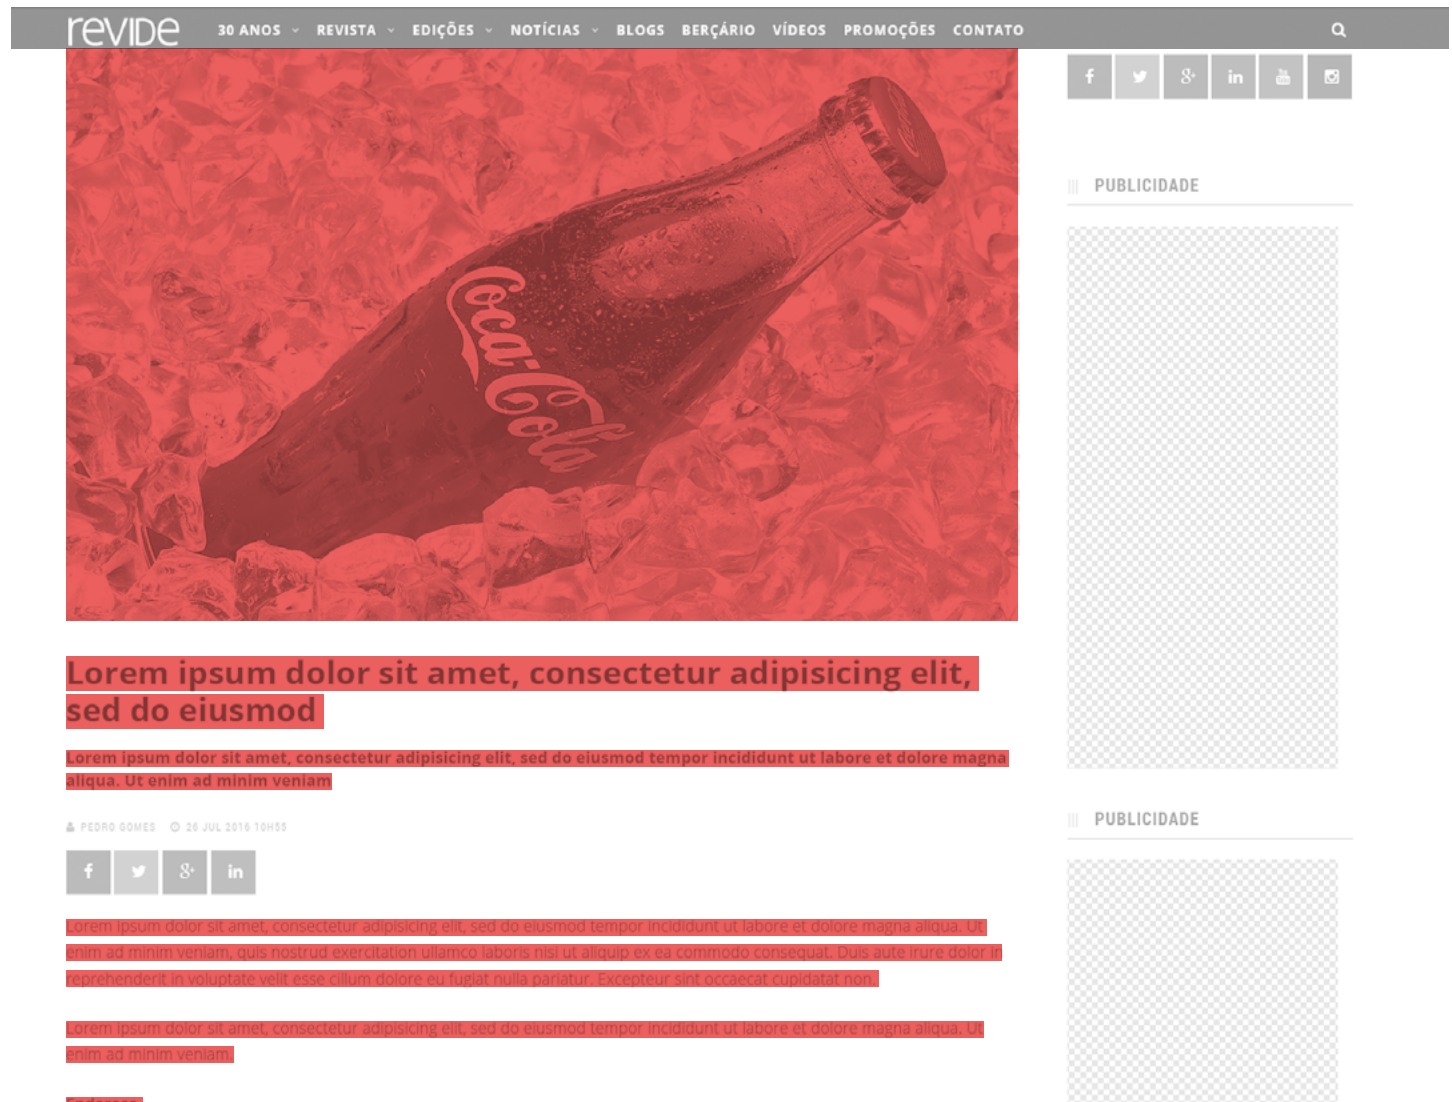 revide 30 ANOS REVISTA EDIÇÕES NOTÍCIAS BLOGS BERÇÁRIO VÍDEOS PROMOÇÕES CONTATO
Coca-Cola
Lorem ipsum dolor sit amet, consectetur adipisicing elit,
sed do eiusmod
Lorem ipsum dolor sit amet, consectetur adipisicing elit, sed do eiusmod tempor incididunt ut labore et dolore magna
aliqua. Ut enim ad minim veniam
PEDRO GOMES 26 JUL 2016 10H55
Lorem ipsum dolor sit amet, consectetur adipisicing elit, sed do eiusmod tempor incididunt ut labore et dolore magna aliqua. Ut
enim ad minim veniam, quis nostrud exercitation ullamco laboris nisi ut aliquip ex ea commodo consequat. Duis aute irure dolor in
reprehenderit in voluptate velit esse cillum dolore eu fugiat nulla pariatur. Excepteur sint occaecat cupidatat non.
Lorem ipsum dolor sit amet, consectetur adipisicing elit, sed do eiusmod tempor incididunt ut labore et dolore magna aliqua. Ut
enim ad minim veniam.
PUBLICIDADE
PUBLICIDADE